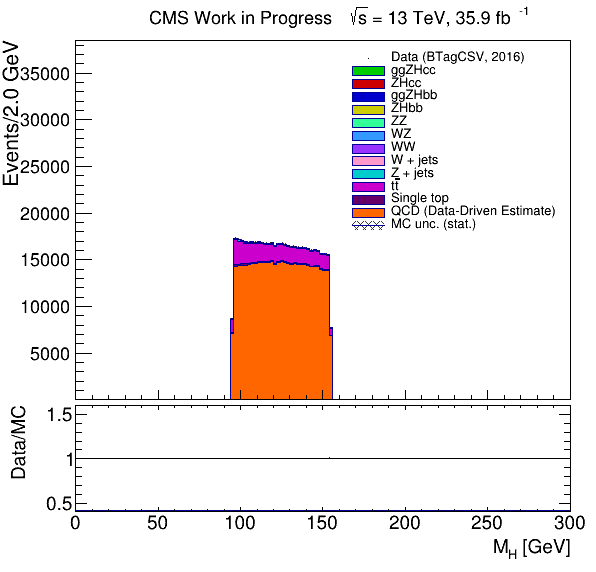 CMS Work in Progress √s = 13 TeV, 35.9 fb⁻¹
Events/2.0 GeV
35000
30000
25000
20000
15000
10000
5000
Data (BTagCSV, 2016)
ggZHcc
ZHcc
ggZHbb
ZHbb
ZZ
WZ
WW
W + jets
Z + jets
tt̅
Single top
QCD (Data-Driven Estimate)
MC unc. (stat.)
Data/MC
1.5
1
0.5
0 50 100 150 200 250 300
M_H [GeV]